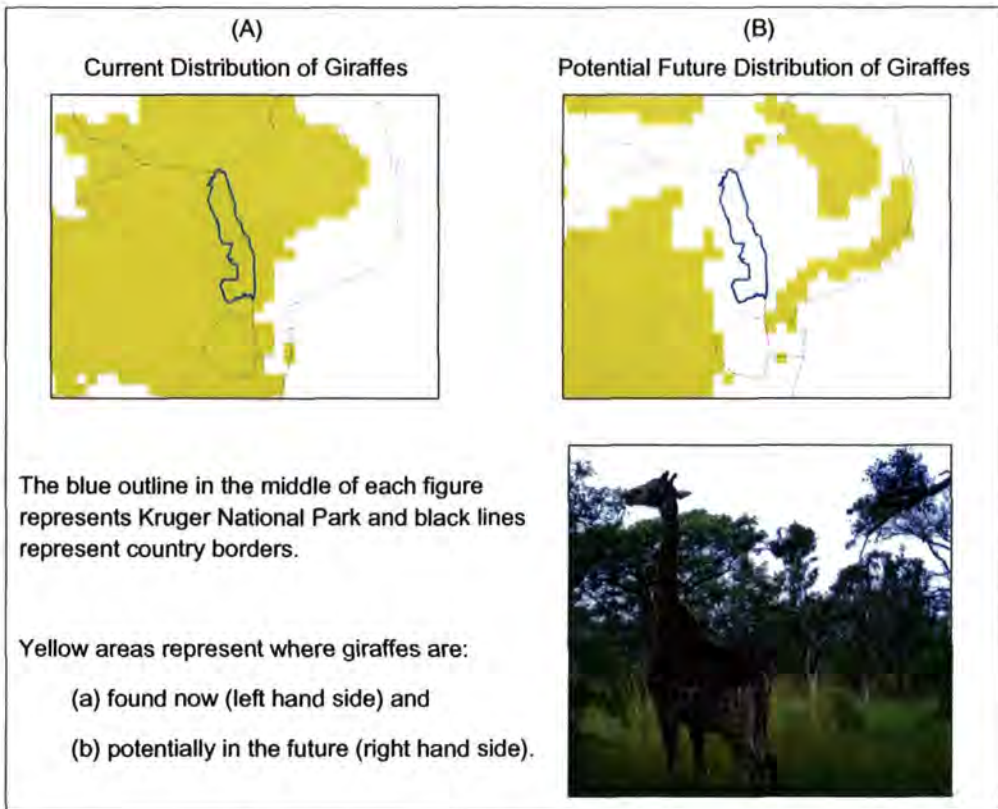 (A)
Current Distribution of Giraffes
(B)
Potential Future Distribution of Giraffes
The blue outline in the middle of each figure
represents Kruger National Park and black lines
represent country borders.
Yellow areas represent where giraffes are:
(a) found now (left hand side) and
(b) potentially in the future (right hand side).